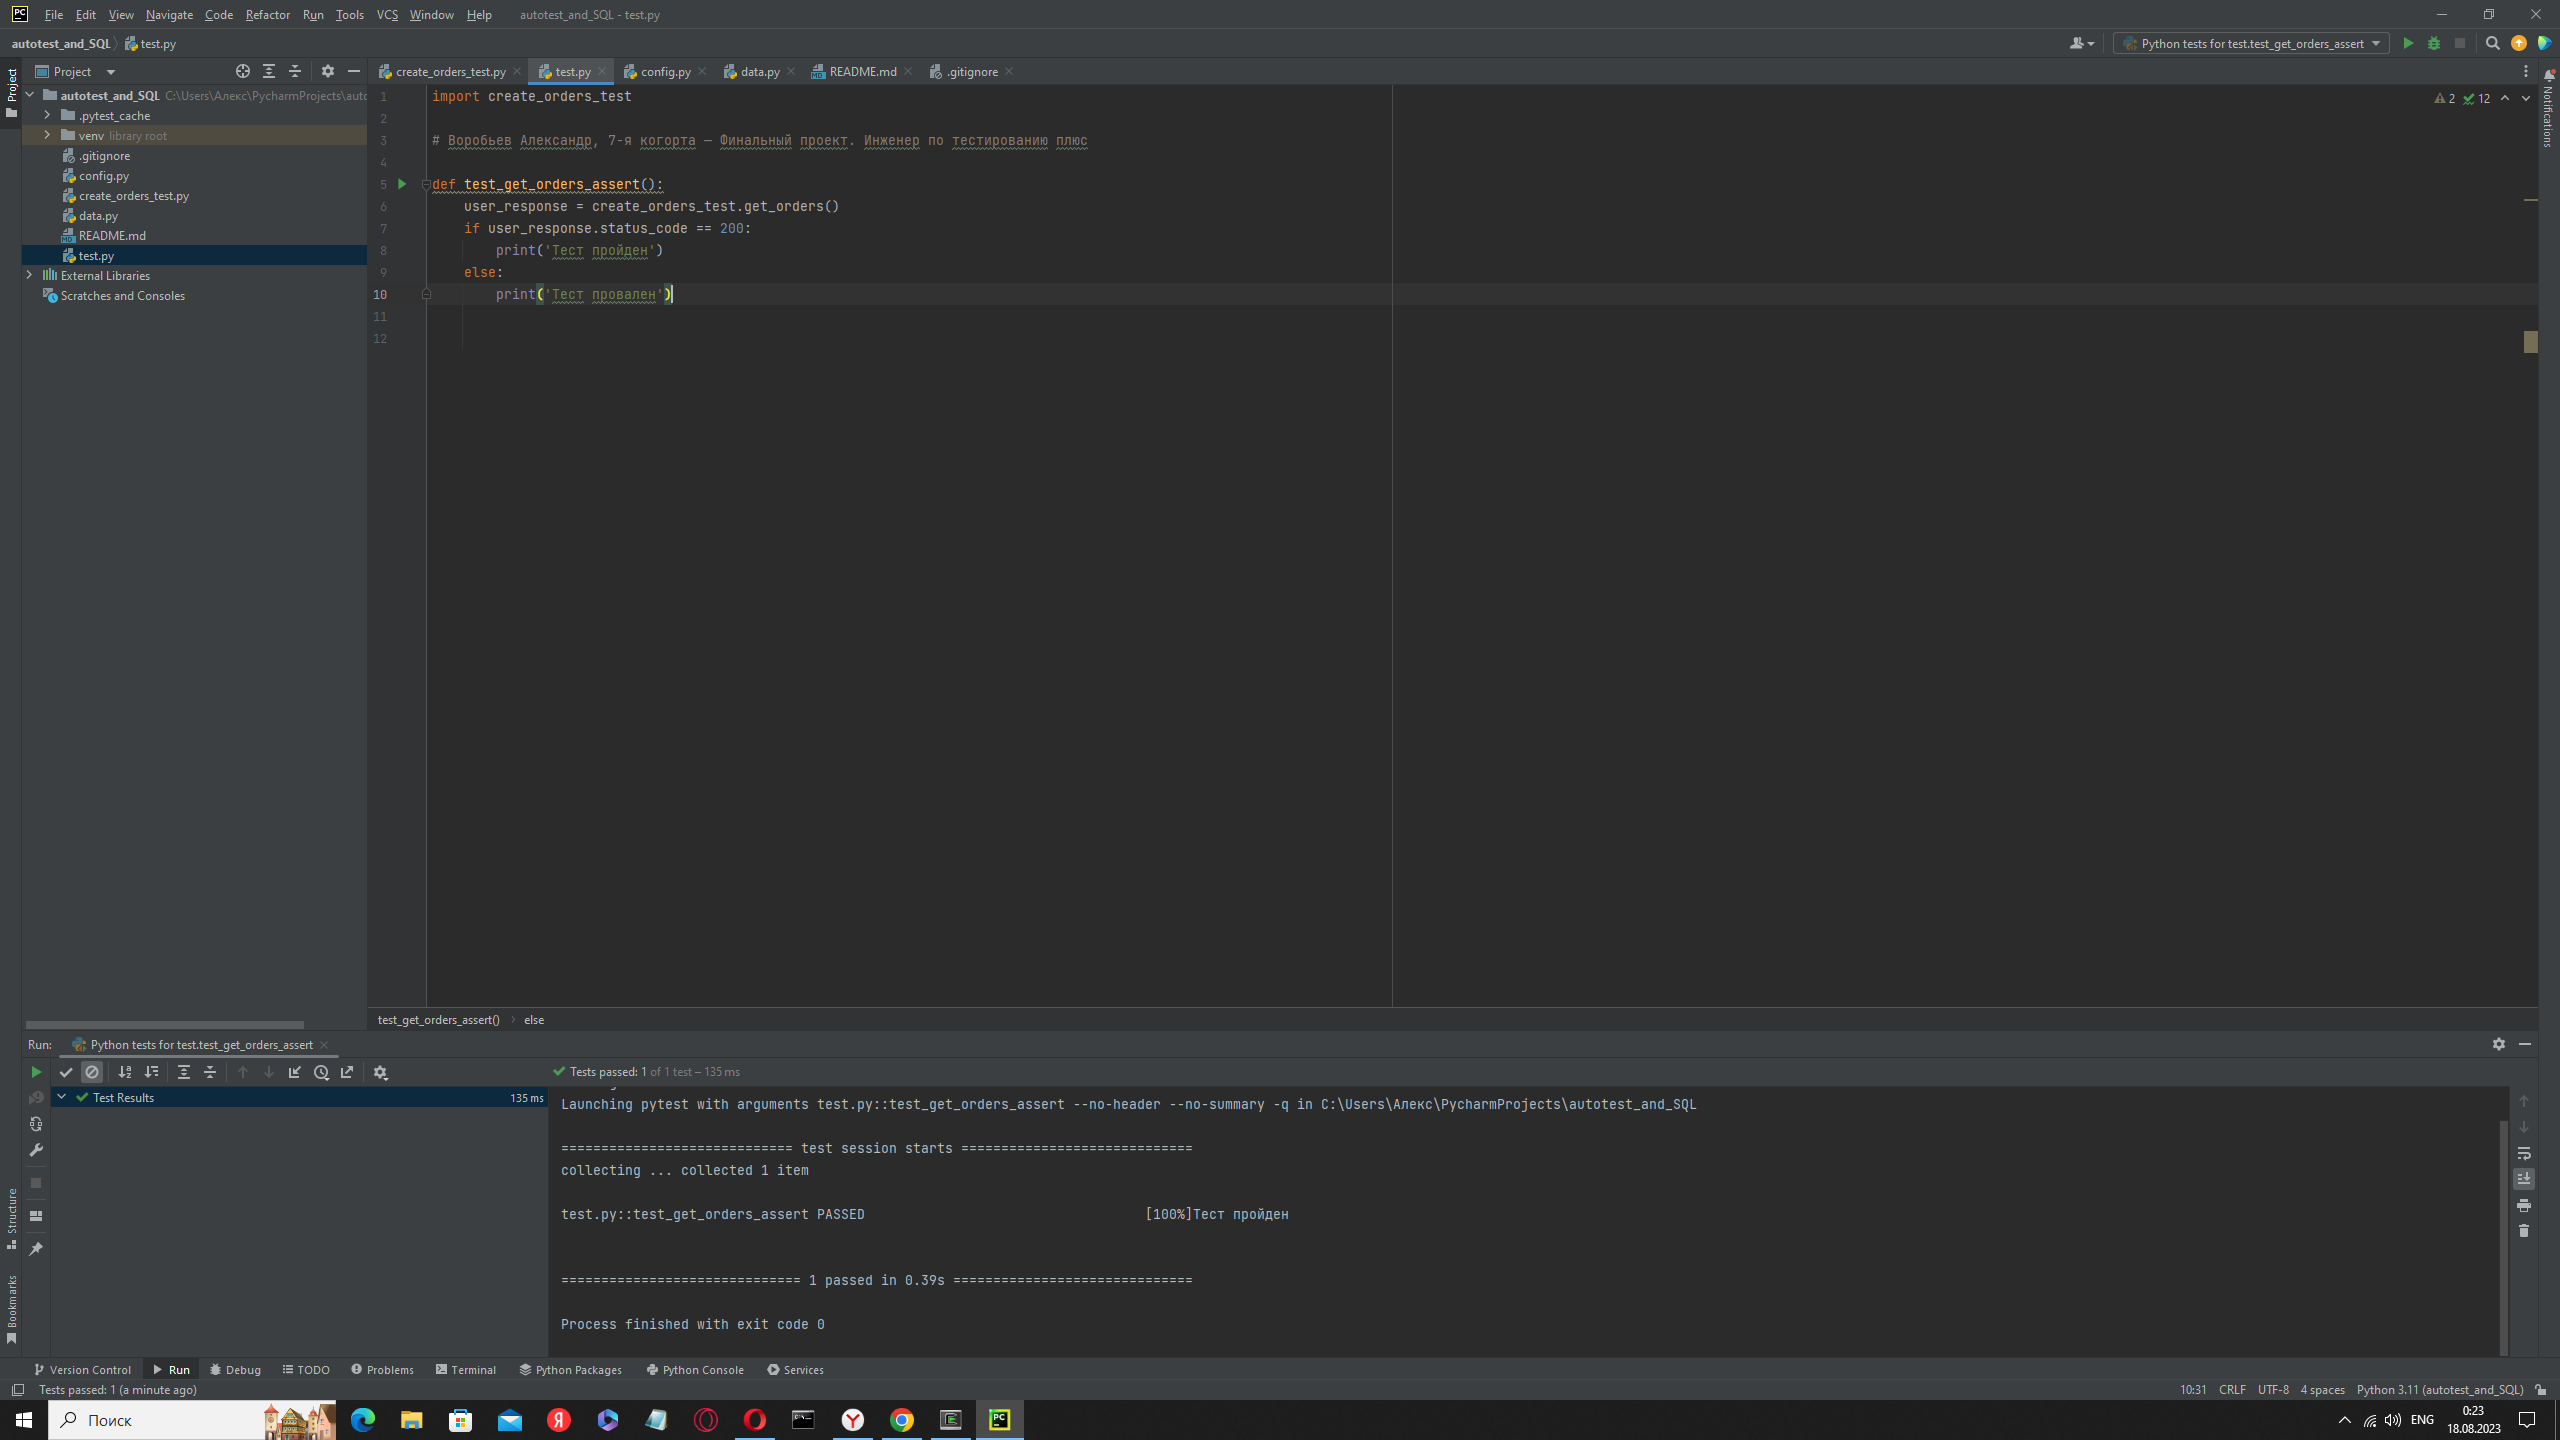 File Edit View Navigate Code Refactor Run Tools VCS Window Help autotest_and_SQL - test.py
autotest_and_SQL test.py Python tests for test.test_get_orders_assert
Project create_orders_test.py test.py config.py data.py README.md .gitignore
autotest_and_SQL C:\Users\Алекс\PycharmProjects\auto
.pytest_cache
venv library root
.gitignore
config.py
create_orders_test.py
data.py
README.md
test.py
External Libraries
Scratches and Consoles
Project
Structure
Bookmarks
Notifications
2 12
1 import create_orders_test
2
3 # Воробьев Александр, 7-я когорта — Финальный проект. Инженер по тестированию плюс
4
5 def test_get_orders_assert():
6 user_response = create_orders_test.get_orders()
7 if user_response.status_code == 200:
8 print('Тест пройден')
9 else:
10 print('Тест провален')
11
12
test_get_orders_assert() else
Run: Python tests for test.test_get_orders_assert
Tests passed: 1 of 1 test – 135 ms
Test Results 135 ms
Launching pytest with arguments test.py::test_get_orders_assert --no-header --no-summary -q in C:\Users\Алекс\PycharmProjects\autotest_and_SQL
============================= test session starts =============================
collecting ... collected 1 item
test.py::test_get_orders_assert PASSED [100%]Тест пройден
============================== 1 passed in 0.39s ==============================
Process finished with exit code 0
Version Control Run Debug TODO Problems Terminal Python Packages Python Console Services
Tests passed: 1 (a minute ago) 10:31 CRLF UTF-8 4 spaces Python 3.11 (autotest_and_SQL)
Поиск ENG 0:23
18.08.2023